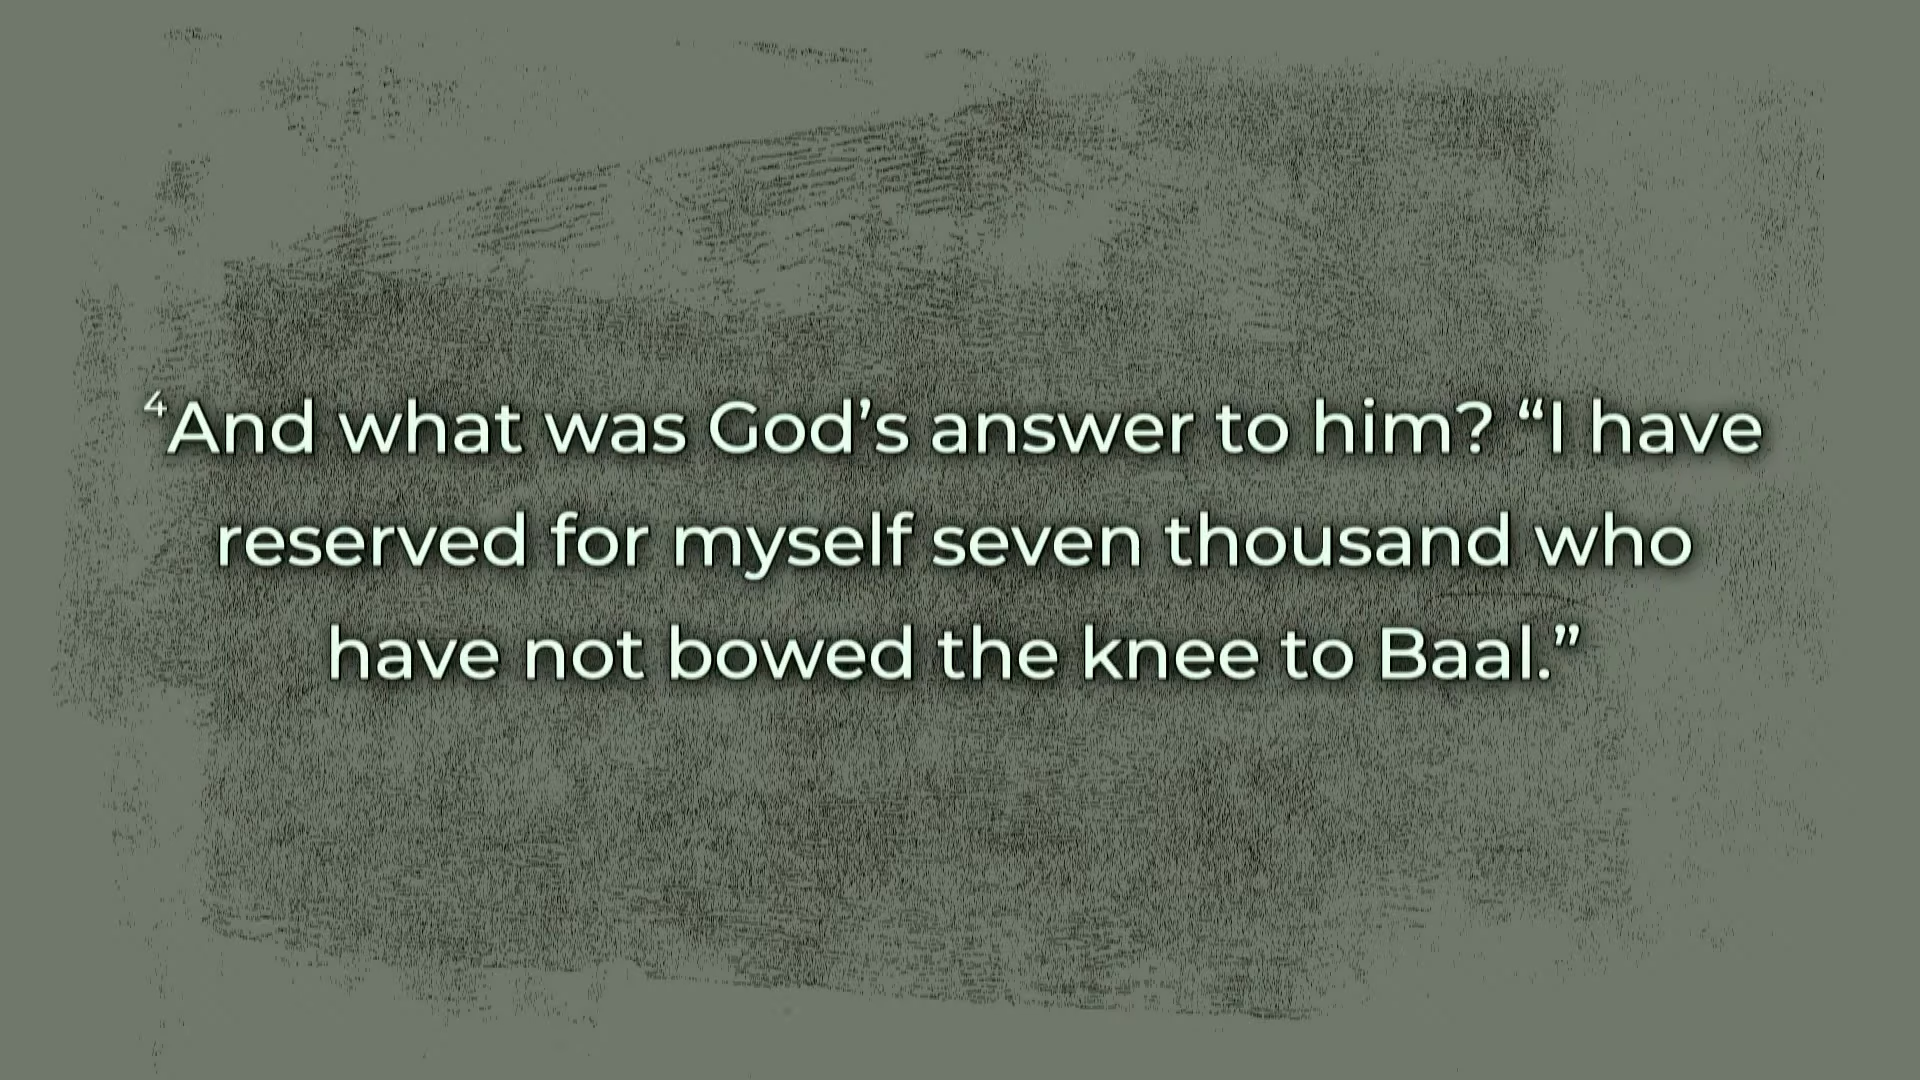 ⁴And what was God’s answer to him? “I have
reserved for myself seven thousand who
have not bowed the knee to Baal.”